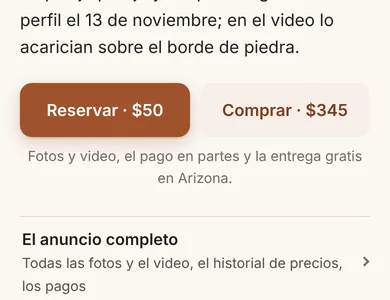 perfil el 13 de noviembre; en el video lo
acarician sobre el borde de piedra.
Reservar · $50
Comprar · $345
Fotos y video, el pago en partes y la entrega gratis
en Arizona.
El anuncio completo
Todas las fotos y el video, el historial de precios,
los pagos